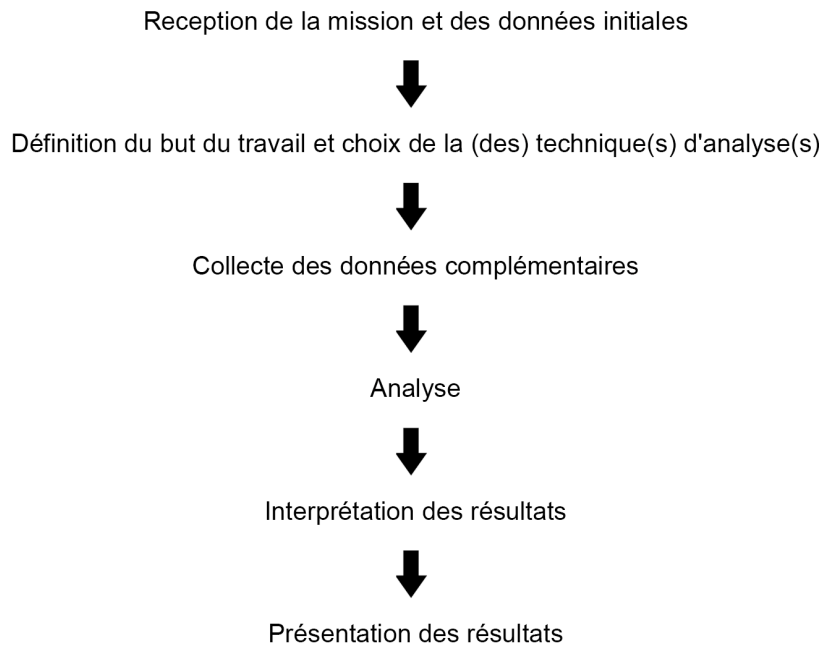 Reception de la mission et des données initiales
Définition du but du travail et choix de la (des) technique(s) d'analyse(s)
Collecte des données complémentaires
Analyse
Interprétation des résultats
Présentation des résultats